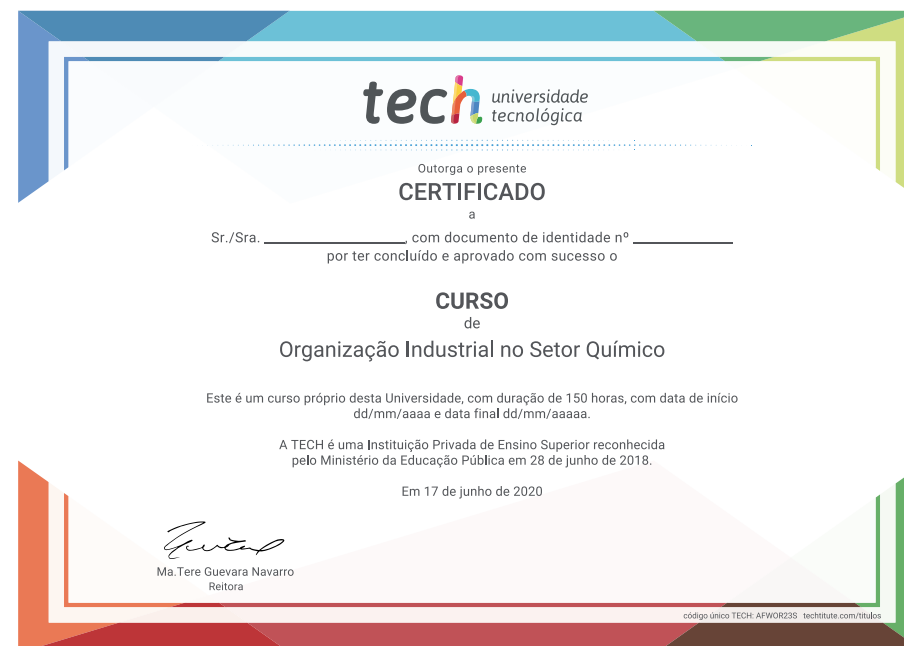 tech universidade
tecnológica
Outorga o presente
CERTIFICADO
a
Sr./Sra. ____________________, com documento de identidade nº ______________
por ter concluído e aprovado com sucesso o
CURSO
de
Organização Industrial no Setor Químico
Este é um curso próprio desta Universidade, com duração de 150 horas, com data de início
dd/mm/aaaa e data final dd/mm/aaaaa.
A TECH é uma Instituição Privada de Ensino Superior reconhecida
pelo Ministério da Educação Pública em 28 de junho de 2018.
Em 17 de junho de 2020
Ma.Tere Guevara Navarro
Reitora
código único TECH: AFWOR23S techtitute.com/titulos